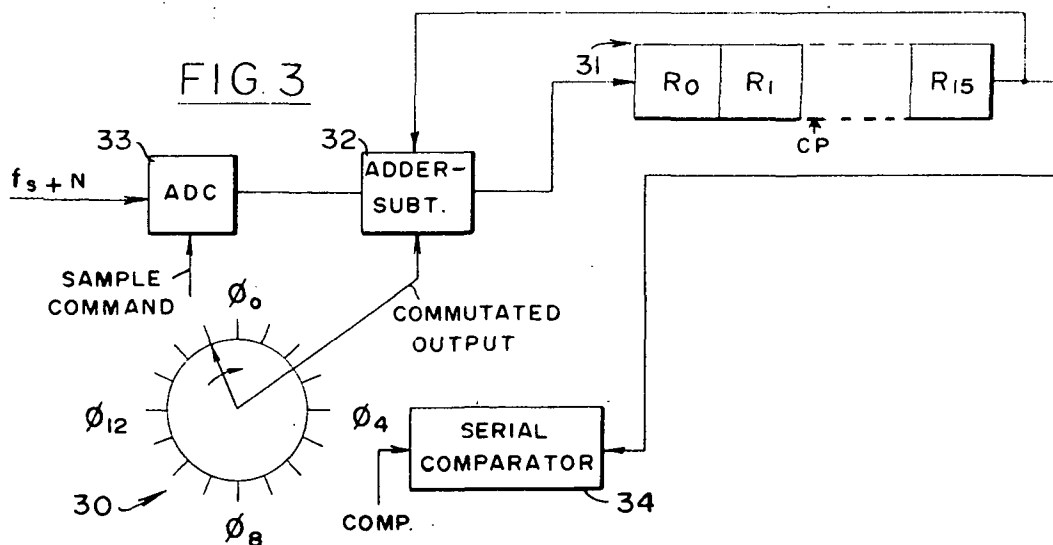 FIG. 3
31
R0 R1 R15
CP
33
32
fs + N
ADC
ADDER-
SUBT.
SAMPLE
COMMAND
COMMUTATED
OUTPUT
Ø0
Ø12
Ø4
Ø8
30
SERIAL
COMPARATOR
34
COMP.